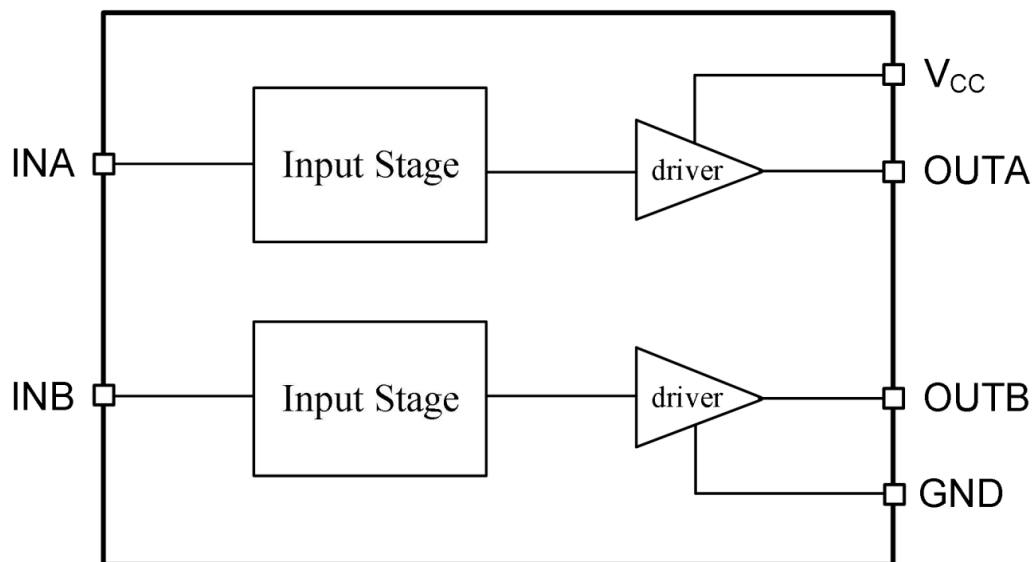 V_CC
INA
Input Stage
driver
OUTA
INB
Input Stage
driver
OUTB
GND